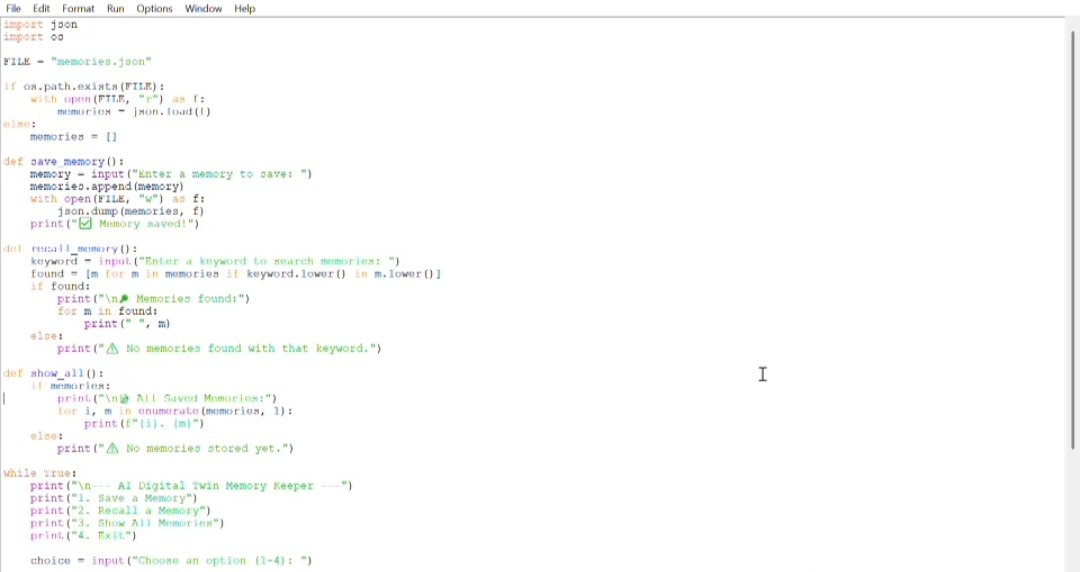 File Edit Format Run Options Window Help
import json
import os
FILE = "memories.json"
if os.path.exists(FILE):
    with open(FILE, "r") as f:
        memories = json.load(f)
else:
    memories = []
def save_memory():
    memory = input("Enter a memory to save: ")
    memories.append(memory)
    with open(FILE, "w") as f:
        json.dump(memories, f)
    print("✅ Memory saved!")
def recall_memory():
    keyword = input("Enter a keyword to search memories: ")
    found = [m for m in memories if keyword.lower() in m.lower()]
    if found:
        print("\n🔎 Memories found:")
        for m in found:
            print(" ", m)
    else:
        print("⚠ No memories found with that keyword.")
def show_all():
    if memories:
        print("\n📝 All Saved Memories:")
        for i, m in enumerate(memories, 1):
            print(f"{i}. {m}")
    else:
        print("⚠ No memories stored yet.")
while True:
    print("\n--- AI Digital Twin Memory Keeper ---")
    print("1. Save a Memory")
    print("2. Recall a Memory")
    print("3. Show All Memories")
    print("4. Exit")
    choice = input("Choose an option (1-4): ")